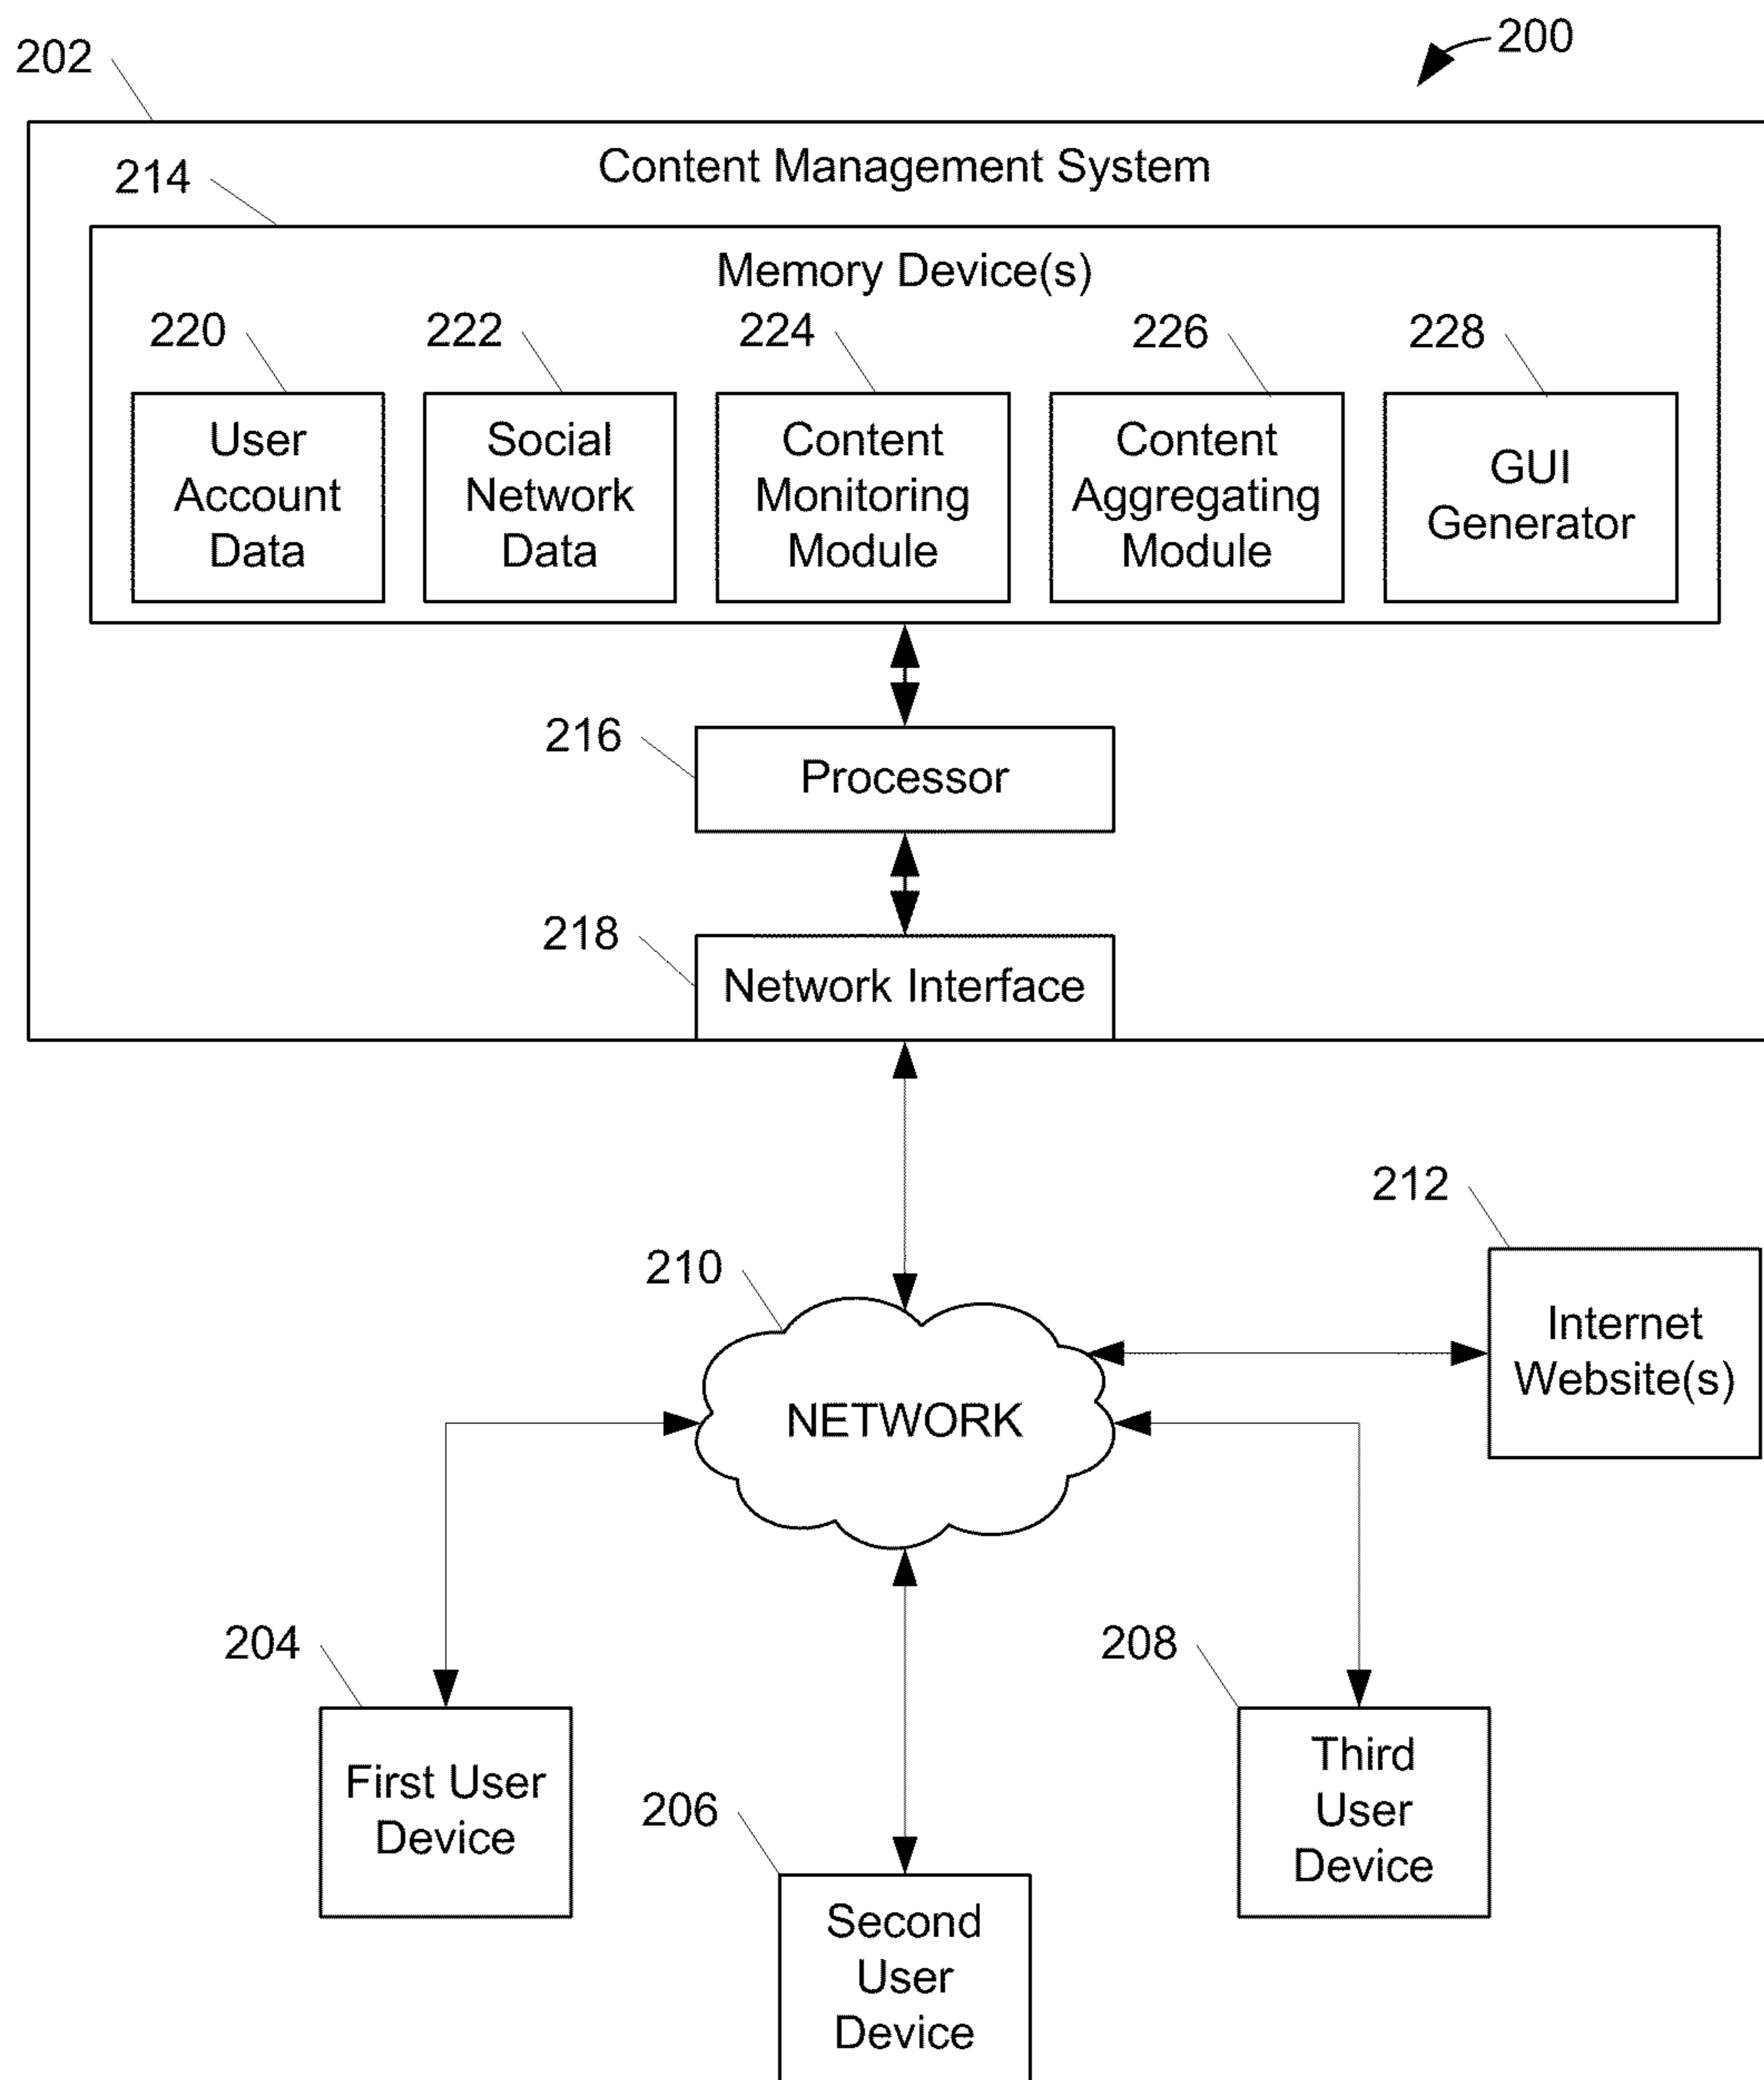 200
202
Content Management System
214
Memory Device(s)
220
222
224
226
228
User
Account
Data
Social
Network
Data
Content
Monitoring
Module
Content
Aggregating
Module
GUI
Generator
216
Processor
218
Network Interface
212
Internet
Website(s)
210
NETWORK
204
First User
Device
206
Second
User
Device
208
Third
User
Device